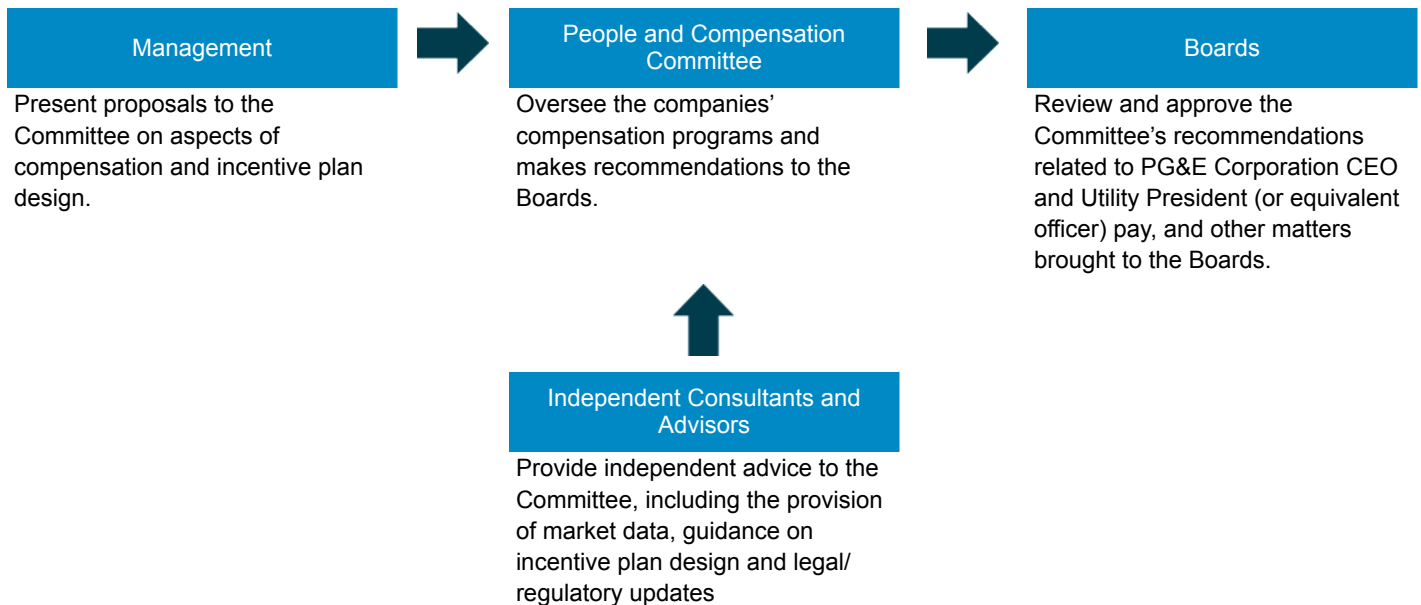 Management
Present proposals to the
Committee on aspects of
compensation and incentive plan
design.
People and Compensation
Committee
Oversee the companies’
compensation programs and
makes recommendations to the
Boards.
Boards
Review and approve the
Committee’s recommendations
related to PG&E Corporation CEO
and Utility President (or equivalent
officer) pay, and other matters
brought to the Boards.
Independent Consultants and
Advisors
Provide independent advice to the
Committee, including the provision
of market data, guidance on
incentive plan design and legal/
regulatory updates